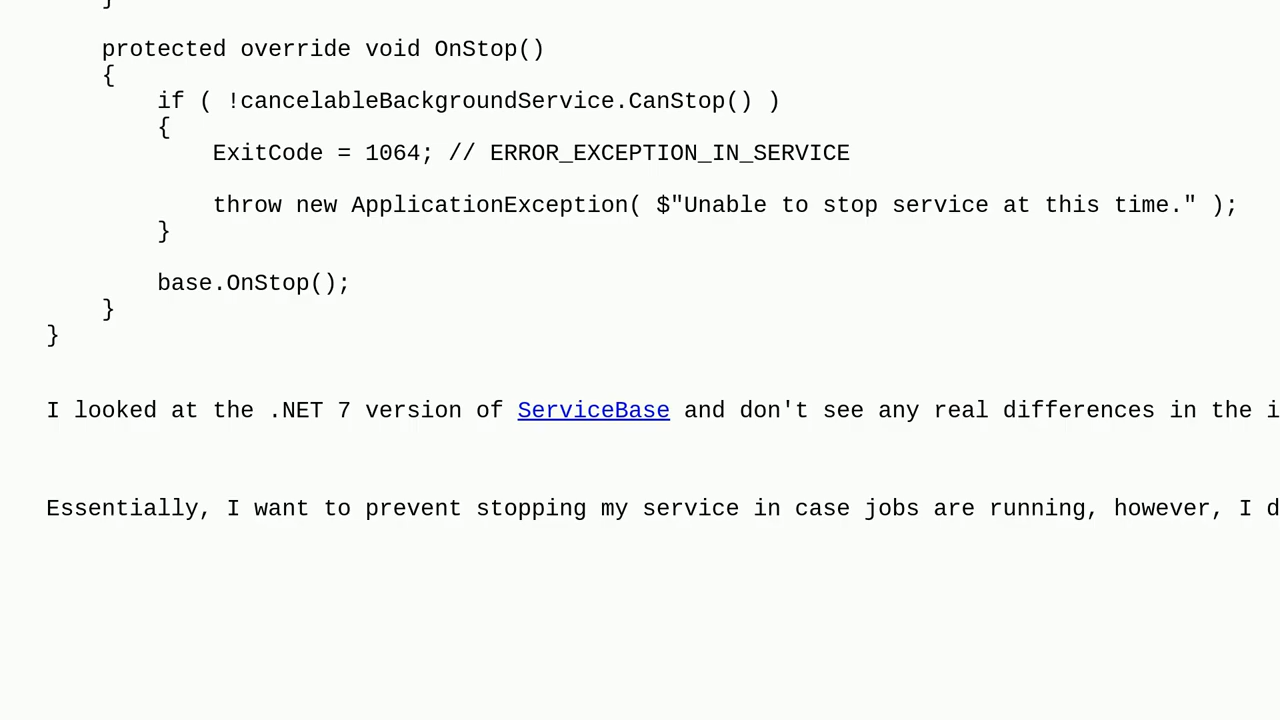 }
protected override void OnStop()
{
if ( !cancelableBackgroundService.CanStop() )
{
ExitCode = 1064; // ERROR_EXCEPTION_IN_SERVICE
throw new ApplicationException( $"Unable to stop service at this time." );
}
base.OnStop();
}
}
I looked at the .NET 7 version of ServiceBase and don't see any real differences in the i
Essentially, I want to prevent stopping my service in case jobs are running, however, I d